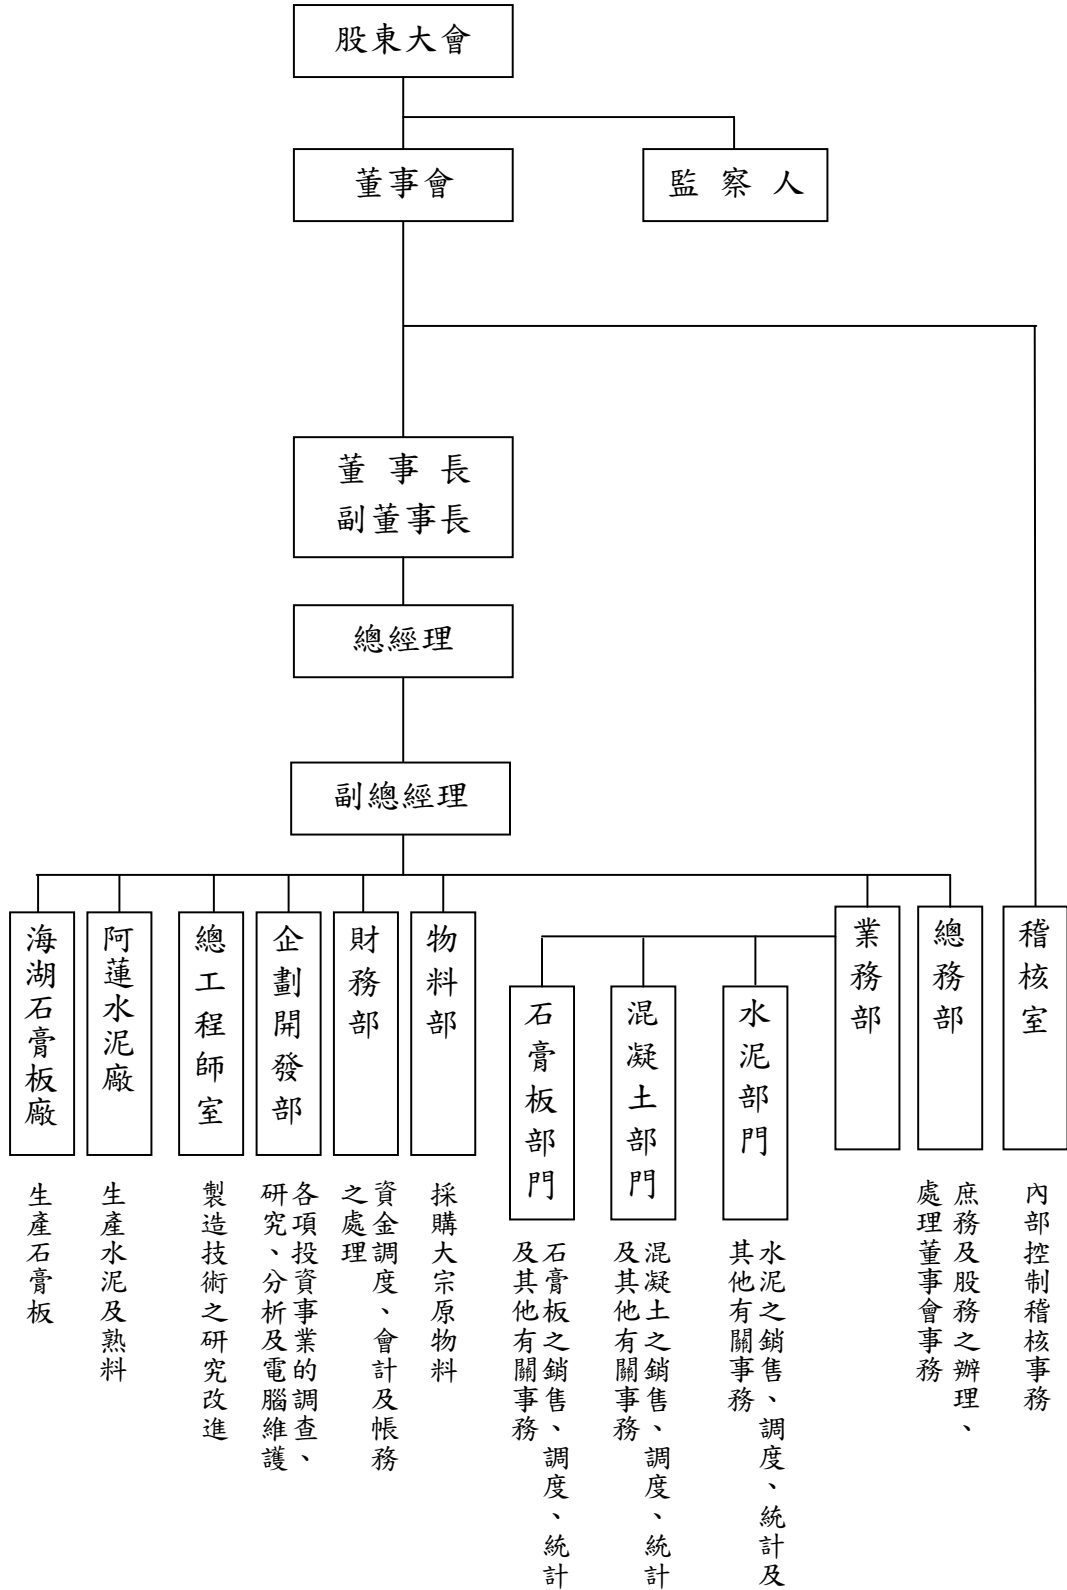 股東大會
董事會
監察人
董事長
副董事長
總經理
副總經理
海湖石膏板廠
阿蓮水泥廠
總工程師室
企劃開發部
財務部
物料部
石膏板部門
混凝土部門
水泥部門
業務部
總務部
稽核室
生產石膏板
生產水泥及熟料
製造技術之研究改進
各項投資事業的調查、
研究、分析及電腦維護
資金調度、會計及帳務
之處理
採購大宗原物料
石膏板之銷售、調度、統計
及其他有關事務
混凝土之銷售、調度、統計
及其他有關事務
水泥之銷售、調度、統計及
其他有關事務
庶務及股務之辦理、
處理董事會事務
內部控制稽核事務